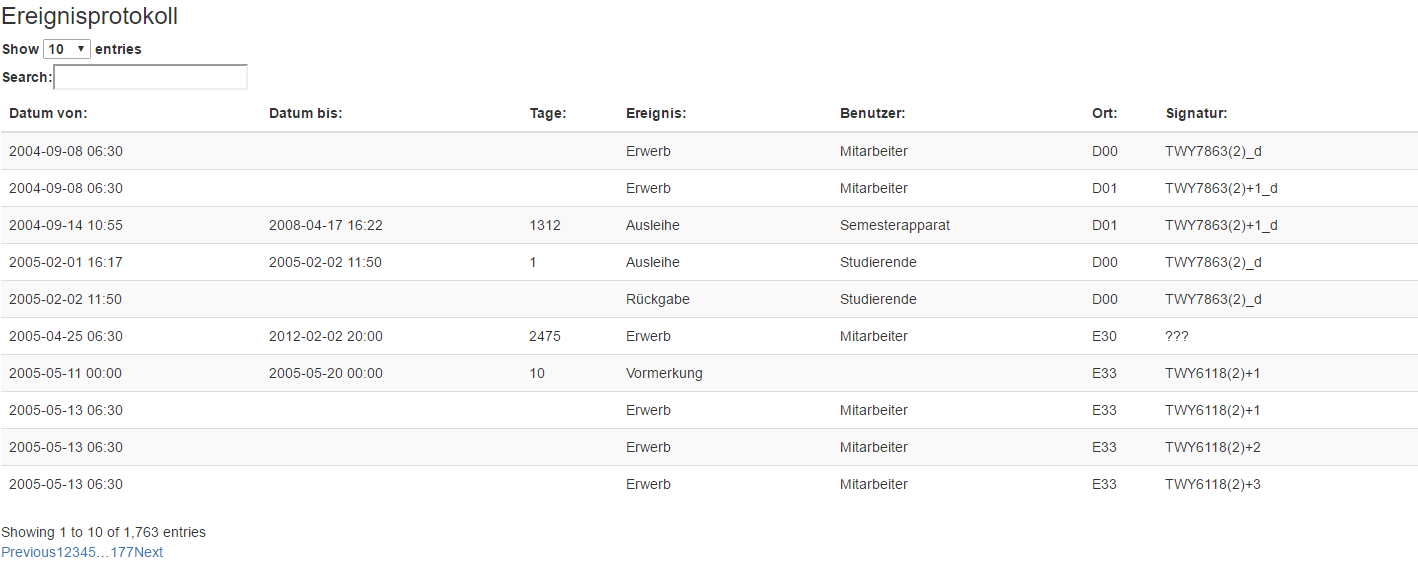 Ereignisprotokoll
Show 10 entries
Search:
Datum von: Datum bis: Tage: Ereignis: Benutzer: Ort: Signatur:
2004-09-08 06:30 Erwerb Mitarbeiter D00 TWY7863(2)_d
2004-09-08 06:30 Erwerb Mitarbeiter D01 TWY7863(2)+1_d
2004-09-14 10:55 2008-04-17 16:22 1312 Ausleihe Semesterapparat D01 TWY7863(2)+1_d
2005-02-01 16:17 2005-02-02 11:50 1 Ausleihe Studierende D00 TWY7863(2)_d
2005-02-02 11:50 Rückgabe Studierende D00 TWY7863(2)_d
2005-04-25 06:30 2012-02-02 20:00 2475 Erwerb Mitarbeiter E30 ???
2005-05-11 00:00 2005-05-20 00:00 10 Vormerkung E33 TWY6118(2)+1
2005-05-13 06:30 Erwerb Mitarbeiter E33 TWY6118(2)+1
2005-05-13 06:30 Erwerb Mitarbeiter E33 TWY6118(2)+2
2005-05-13 06:30 Erwerb Mitarbeiter E33 TWY6118(2)+3
Showing 1 to 10 of 1,763 entries
Previous12345…177Next